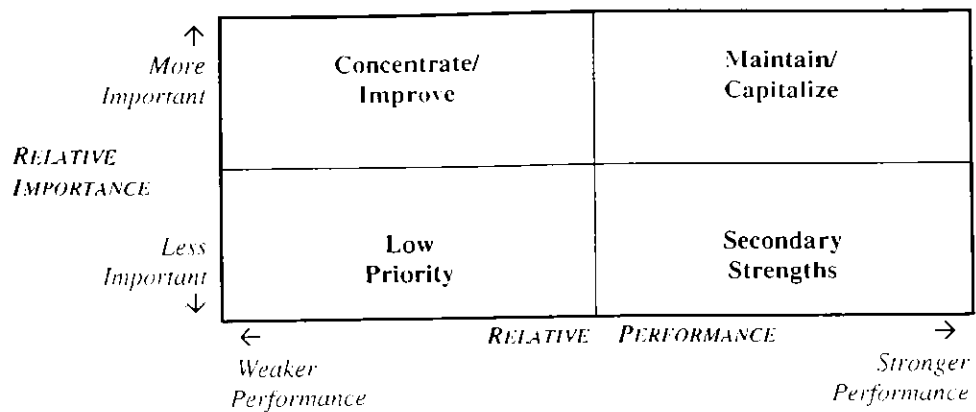 ↑
More
Important
Concentrate/
Improve
Maintain/
Capitalize
RELATIVE
IMPORTANCE
Less
Important
↓
Low
Priority
Secondary
Strengths
← RELATIVE PERFORMANCE →
Weaker
Performance
Stronger
Performance